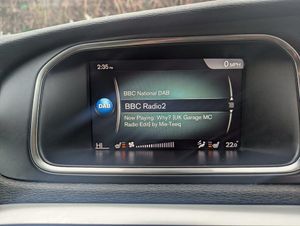 2:35 PM
0 MPH
BBC National DAB
DAB
BBC Radio2
Now Playing: Why? [UK Garage MC
Radio Edit] by Mis-Teeq
HI
22.0°